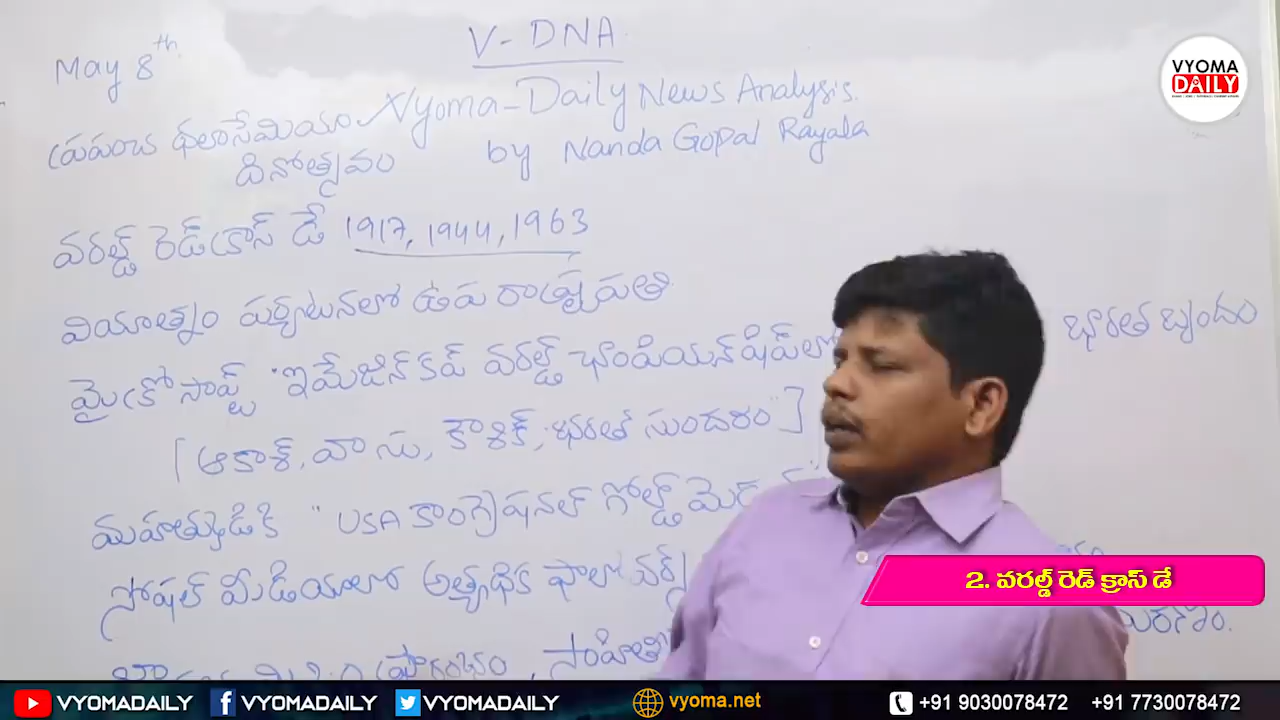 May 8th
V-DNA
Vyoma-Daily News Analysis.
by Nanda Gopal Rayala
ప్రపంచ థలాసేమియా
దినోత్సవం
వరల్డ్ రెడ్‌క్రాస్ డే 1917, 1944, 1963
వియాత్నం పర్యటనలో ఉప రాష్ట్రపతి
మైక్రోసాఫ్ట్ "ఇమేజిన్ కప్ వరల్డ్ ఛాంపియన్‌షిప్‌లో భారత బృందం
[ఆకాశ్, వాసు, కౌశిక్, భరత్ సుందరం"]
మహాత్ముడికి "USA కాంగ్రెషనల్ గోల్డ్
సోషల్ మీడియాలో అత్యధిక ఫాలోవర్స్
ప్రారంభం, సాహితీ
VYOMA
DAILY
2. వరల్డ్ రెడ్ క్రాస్ డే
VYOMADAILY VYOMADAILY VYOMADAILY vyoma.net +91 9030078472 +91 7730078472